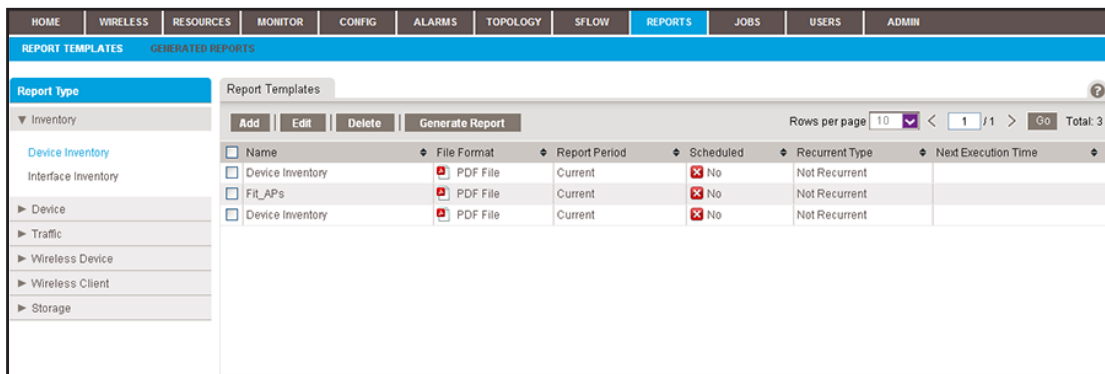 HOME WIRELESS RESOURCES MONITOR CONFIG ALARMS TOPOLOGY SFLOW REPORTS JOBS USERS ADMIN
REPORT TEMPLATES GENERATED REPORTS
Report Type
Inventory
Device Inventory
Interface Inventory
Device
Traffic
Wireless Device
Wireless Client
Storage
Report Templates
Add Edit Delete Generate Report Rows per page 10 1 /1 Go Total: 3
Name File Format Report Period Scheduled Recurrent Type Next Execution Time
Device Inventory PDF File Current No Not Recurrent
Fit_APs PDF File Current No Not Recurrent
Device Inventory PDF File Current No Not Recurrent